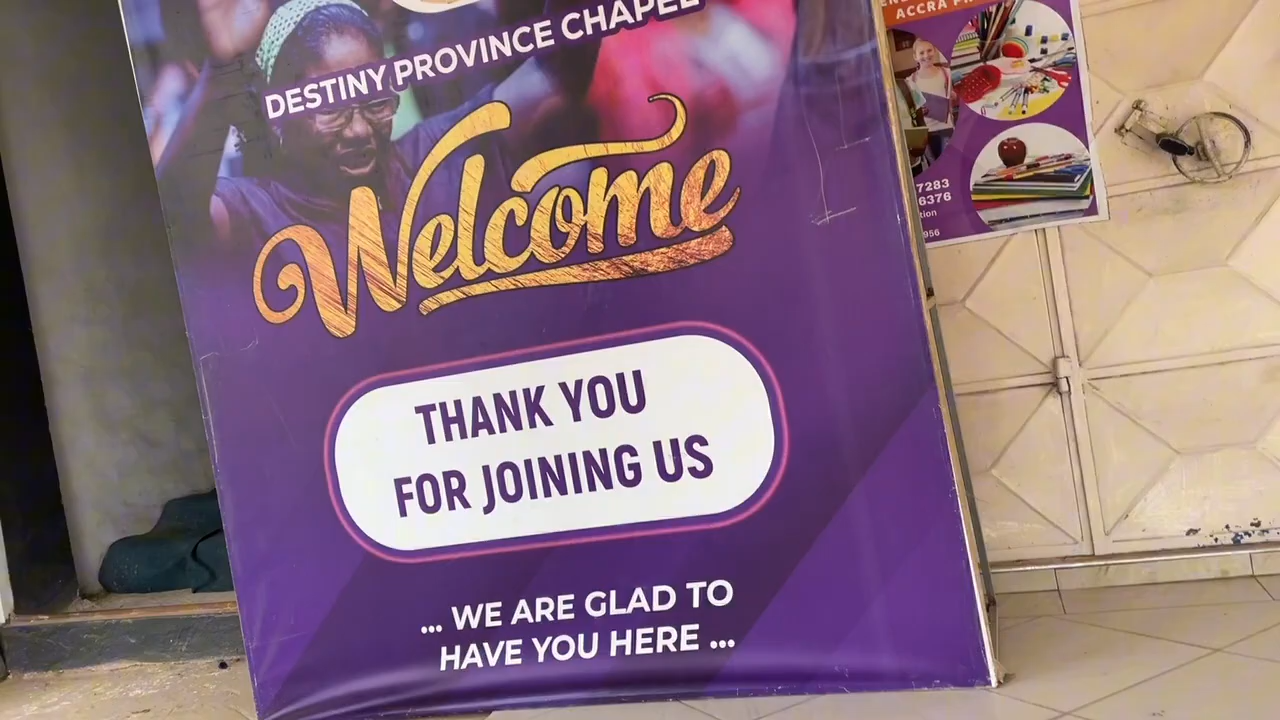 DESTINY PROVINCE CHAPEL
Welcome
THANK YOU
FOR JOINING US
... WE ARE GLAD TO
HAVE YOU HERE ...
ACCRA
7283
6376
956